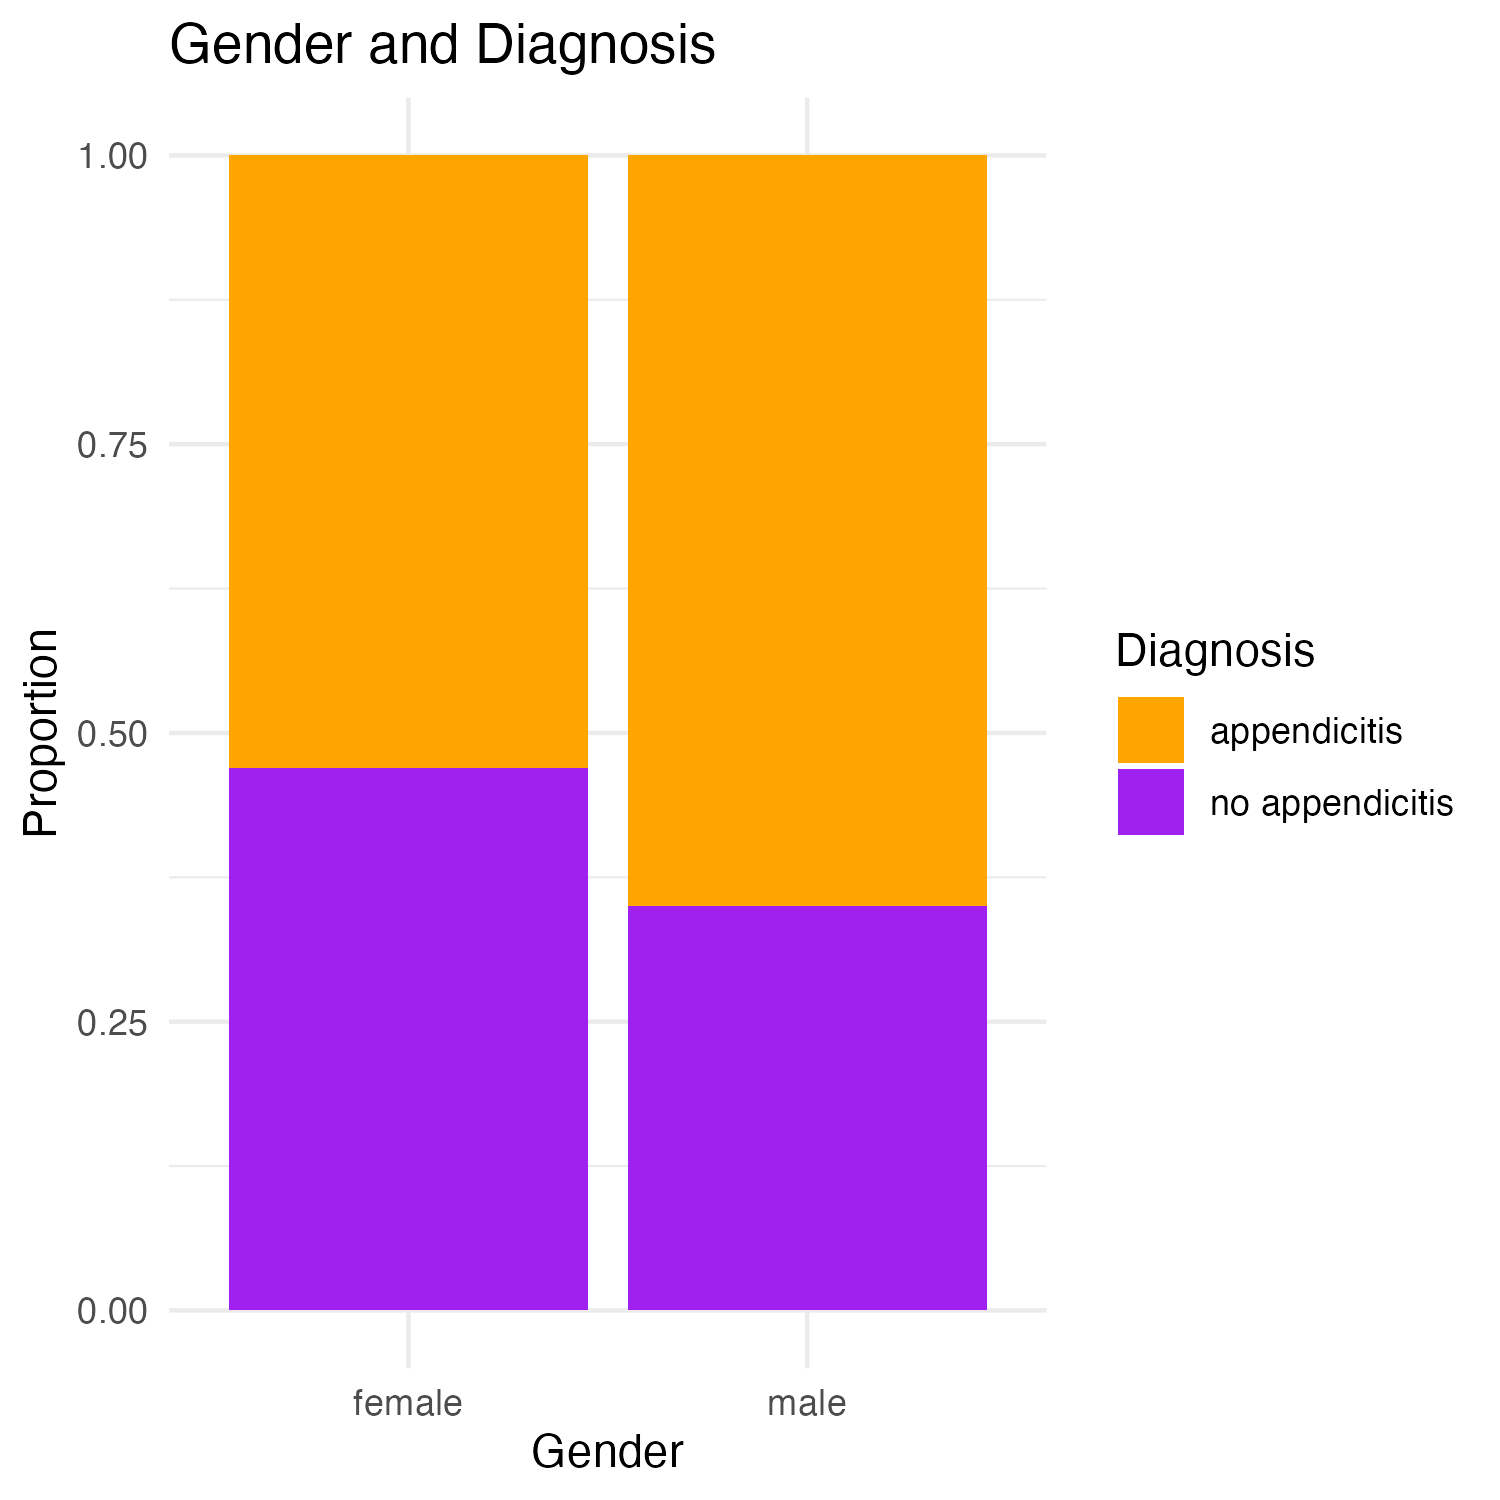 Gender and Diagnosis
1.00
0.75
0.50
0.25
0.00
Proportion
female
male
Gender
Diagnosis
appendicitis
no appendicitis